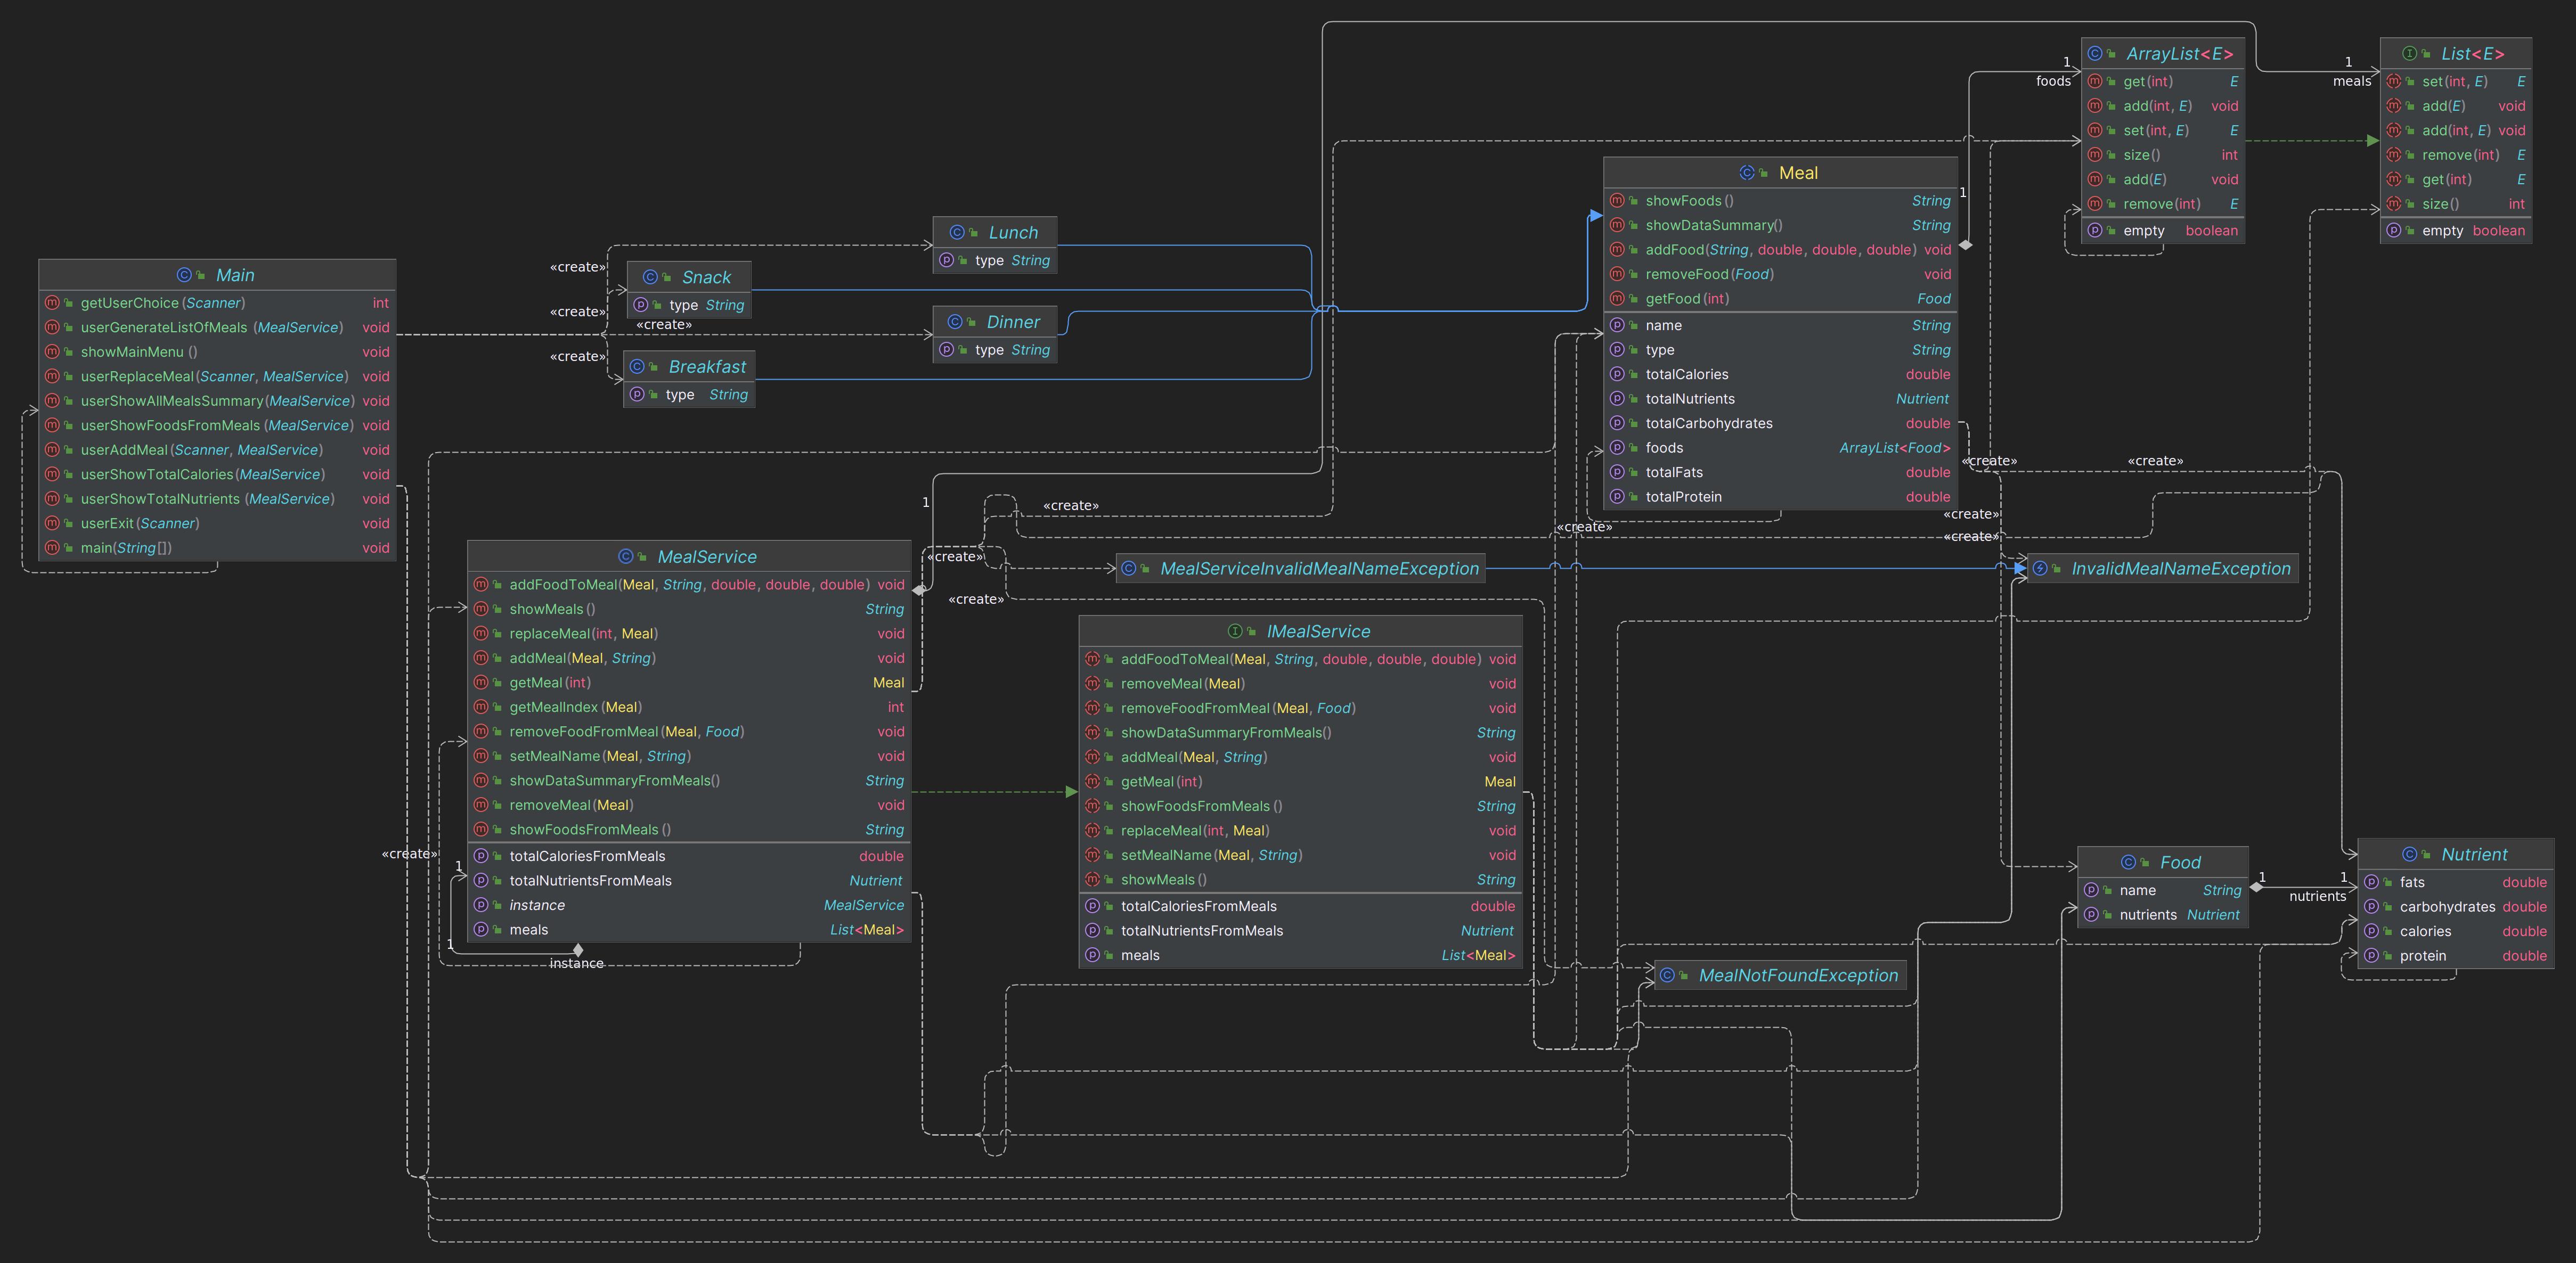 Main
getUserChoice(Scanner) int
userGenerateListOfMeals (MealService) void
showMainMenu () void
userReplaceMeal(Scanner, MealService) void
userShowAllMealsSummary(MealService) void
userShowFoodsFromMeals (MealService) void
userAddMeal(Scanner, MealService) void
userShowTotalCalories(MealService) void
userShowTotalNutrients (MealService) void
userExit(Scanner) void
main(String[]) void
«create»
«create»
«create»
«create»
Lunch
type String
Snack
type String
Dinner
type String
Breakfast
type String
Meal
showFoods () String
showDataSummary() String
addFood(String, double, double, double) void
removeFood(Food) void
getFood(int) Food
name String
type String
totalCalories double
totalNutrients Nutrient
totalCarbohydrates double
foods ArrayList<Food>
totalFats double
totalProtein double
1
1
foods
ArrayList<E>
get(int) E
add(int, E) void
set(int, E) E
size() int
add(E) void
remove(int) E
empty boolean
1
meals
List<E>
set(int, E) E
add(E) void
add(int, E) void
remove(int) E
get(int) E
size() int
empty boolean
«create»
«create»
«create»
«create»
«create»
«create»
«create»
«create»
1
MealService
addFoodToMeal(Meal, String, double, double, double) void
showMeals () String
replaceMeal(int, Meal) void
addMeal(Meal, String) void
getMeal(int) Meal
getMealIndex (Meal) int
removeFoodFromMeal (Meal, Food) void
setMealName(Meal, String) void
showDataSummaryFromMeals() String
removeMeal(Meal) void
showFoodsFromMeals () String
totalCaloriesFromMeals double
totalNutrientsFromMeals Nutrient
instance MealService
meals List<Meal>
«create»
1
1
instance
MealServiceInvalidMealNameException
InvalidMealNameException
IMealService
addFoodToMeal(Meal, String, double, double, double) void
removeMeal(Meal) void
removeFoodFromMeal (Meal, Food) void
showDataSummaryFromMeals() String
addMeal(Meal, String) void
getMeal(int) Meal
showFoodsFromMeals () String
replaceMeal(int, Meal) void
setMealName(Meal, String) void
showMeals () String
totalCaloriesFromMeals double
totalNutrientsFromMeals Nutrient
meals List<Meal>
MealNotFoundException
Food
name String
nutrients Nutrient
1
1
nutrients
Nutrient
fats double
carbohydrates double
calories double
protein double